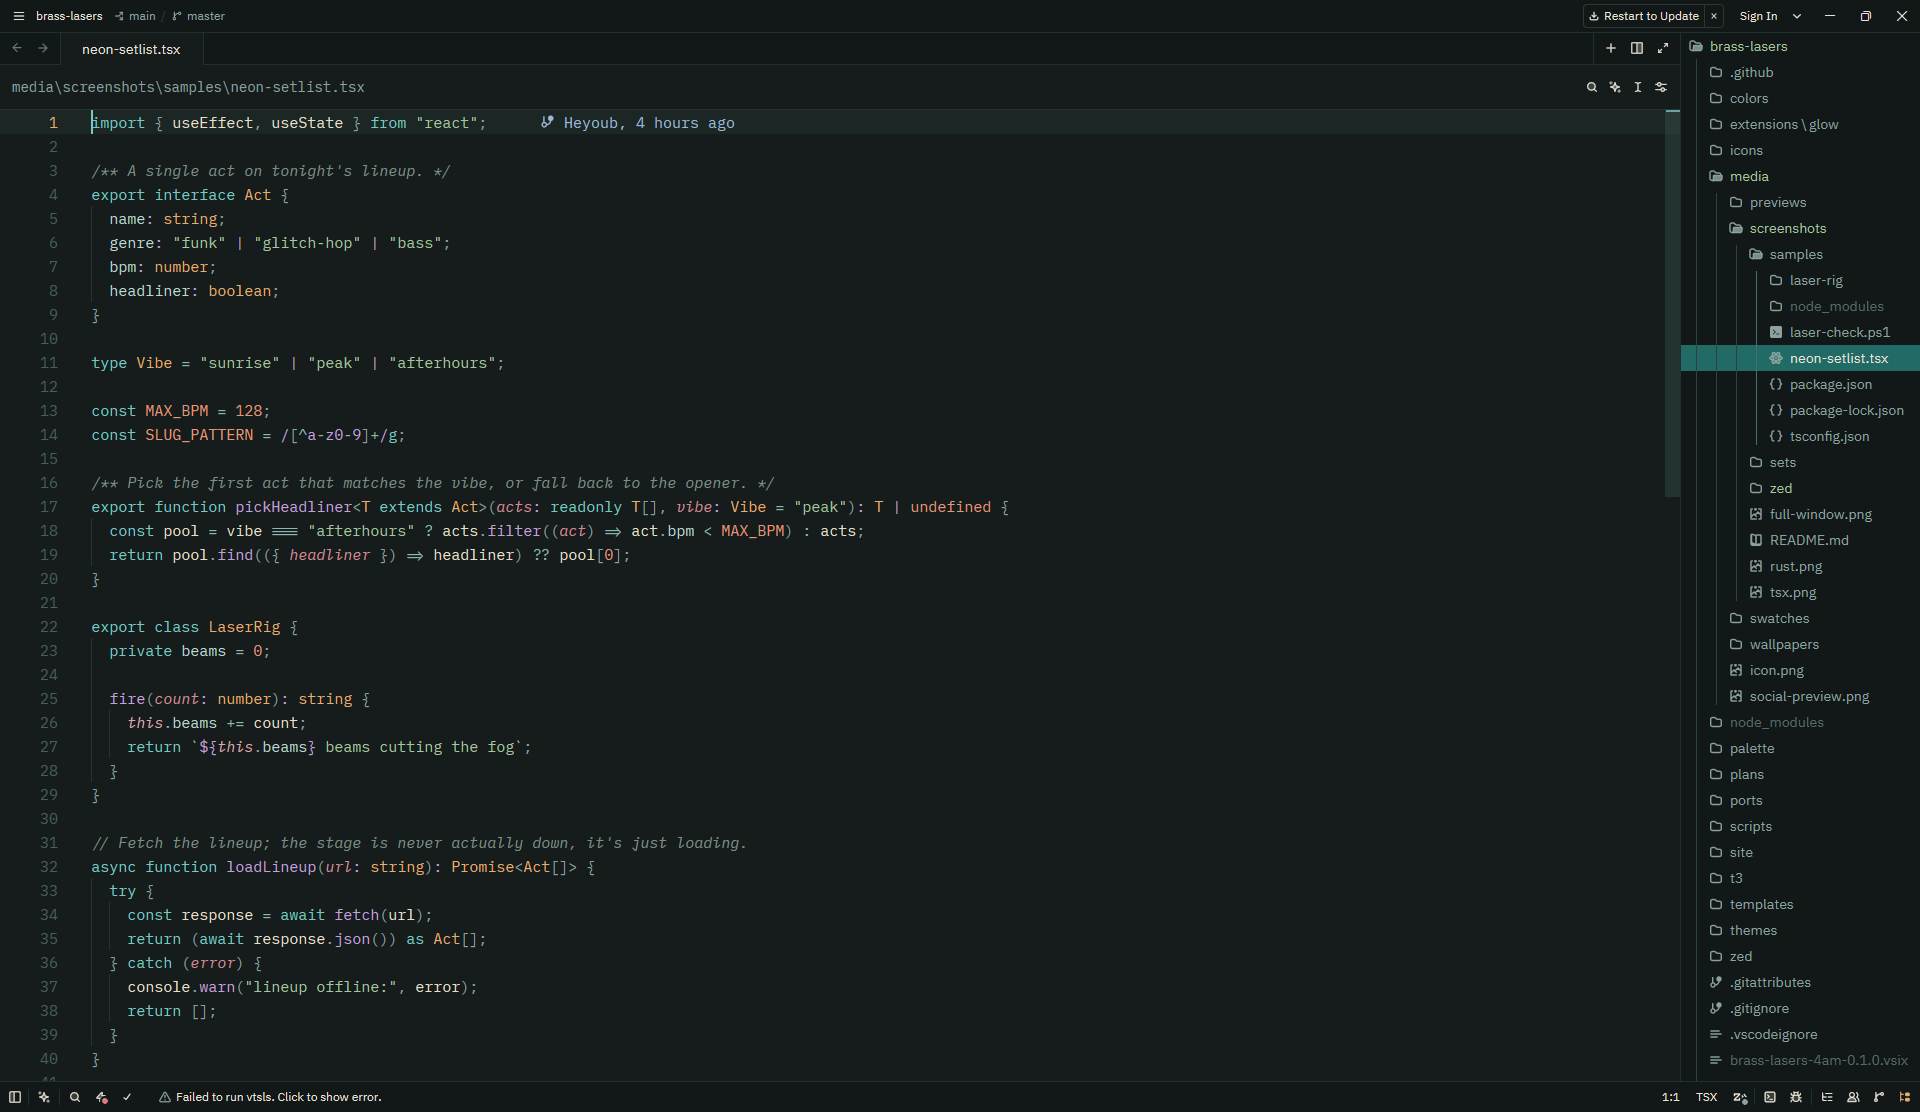 brass-lasers main / master
Restart to Update × Sign In
neon-setlist.tsx
media\screenshots\samples\neon-setlist.tsx
1 import { useEffect, useState } from "react"; Heyoub, 4 hours ago
2
3 /** A single act on tonight's lineup. */
4 export interface Act {
5 name: string;
6 genre: "funk" | "glitch-hop" | "bass";
7 bpm: number;
8 headliner: boolean;
9 }
10
11 type Vibe = "sunrise" | "peak" | "afterhours";
12
13 const MAX_BPM = 128;
14 const SLUG_PATTERN = /[^a-z0-9]+/g;
15
16 /** Pick the first act that matches the vibe, or fall back to the opener. */
17 export function pickHeadliner<T extends Act>(acts: readonly T[], vibe: Vibe = "peak"): T | undefined {
18 const pool = vibe === "afterhours" ? acts.filter((act) => act.bpm < MAX_BPM) : acts;
19 return pool.find(({ headliner }) => headliner) ?? pool[0];
20 }
21
22 export class LaserRig {
23 private beams = 0;
24
25 fire(count: number): string {
26 this.beams += count;
27 return `${this.beams} beams cutting the fog`;
28 }
29 }
30
31 // Fetch the lineup; the stage is never actually down, it's just loading.
32 async function loadLineup(url: string): Promise<Act[]> {
33 try {
34 const response = await fetch(url);
35 return (await response.json()) as Act[];
36 } catch (error) {
37 console.warn("lineup offline:", error);
38 return [];
39 }
40 }
brass-lasers
.github
colors
extensions \ glow
icons
media
previews
screenshots
samples
laser-rig
node_modules
laser-check.ps1
neon-setlist.tsx
package.json
package-lock.json
tsconfig.json
sets
zed
full-window.png
README.md
rust.png
tsx.png
swatches
wallpapers
icon.png
social-preview.png
node_modules
palette
plans
ports
scripts
site
t3
templates
themes
zed
.gitattributes
.gitignore
.vscodeignore
brass-lasers-4am-0.1.0.vsix
Failed to run vtsls. Click to show error.
1:1 TSX